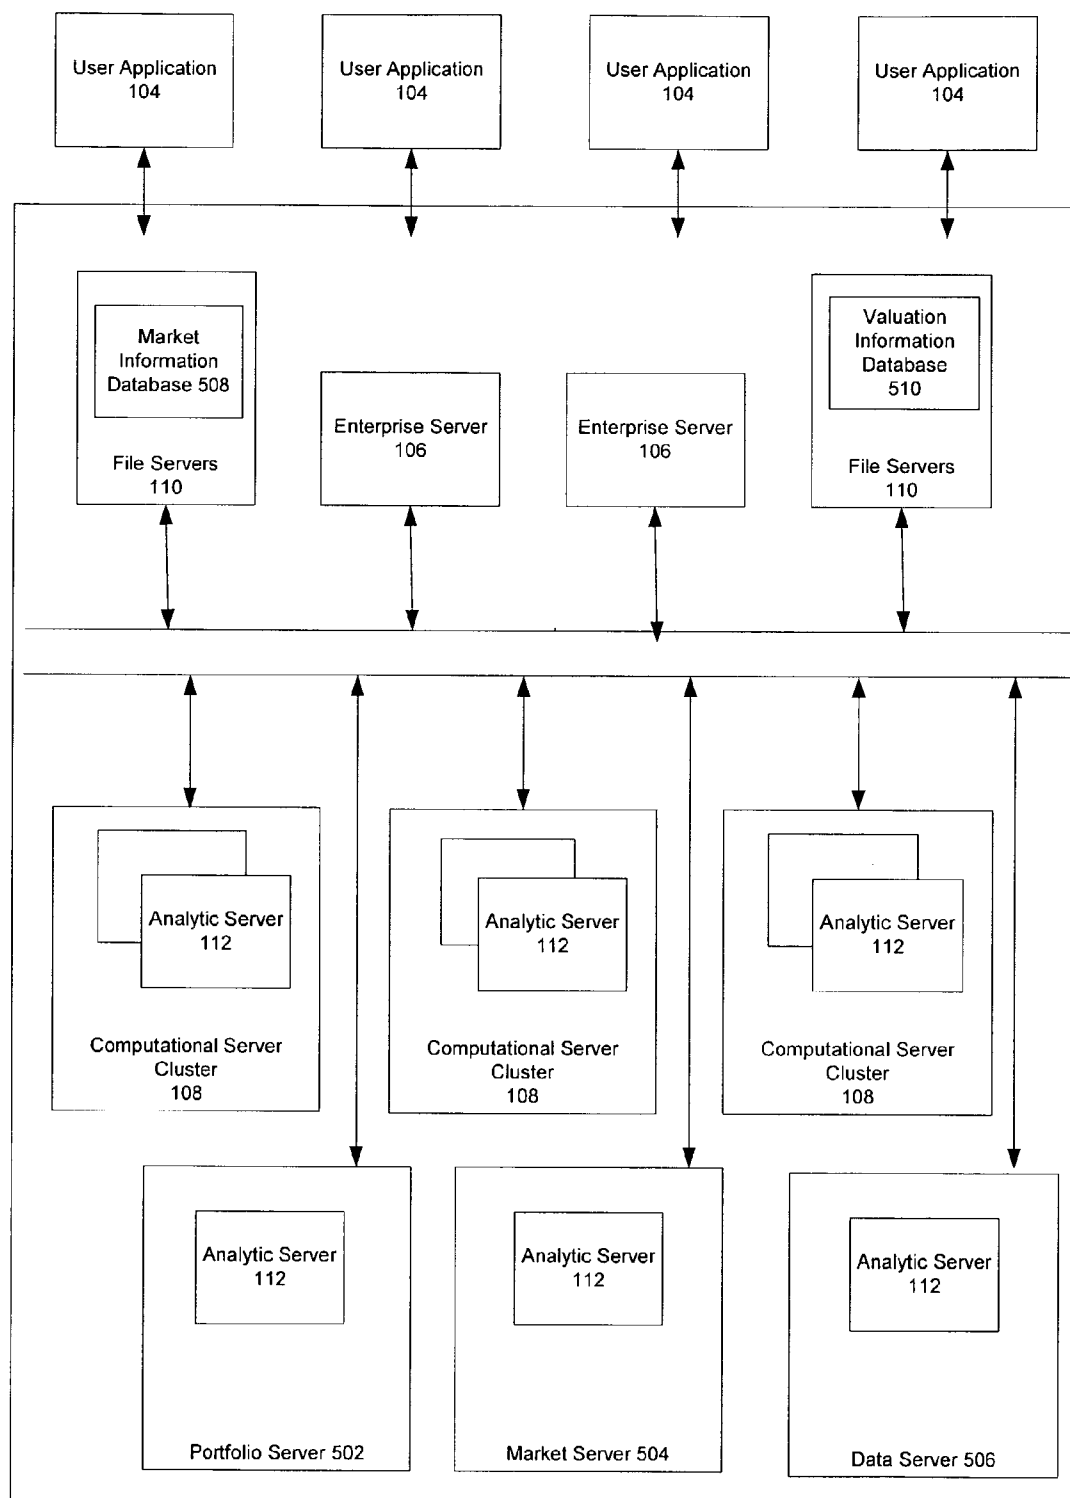 User Application
104
User Application
104
User Application
104
User Application
104
Market
Information
Database 508
File Servers
110
Enterprise Server
106
Enterprise Server
106
Valuation
Information
Database
510
File Servers
110
Analytic Server
112
Computational Server
Cluster
108
Analytic Server
112
Computational Server
Cluster
108
Analytic Server
112
Computational Server
Cluster
108
Analytic Server
112
Portfolio Server 502
Analytic Server
112
Market Server 504
Analytic Server
112
Data Server 506